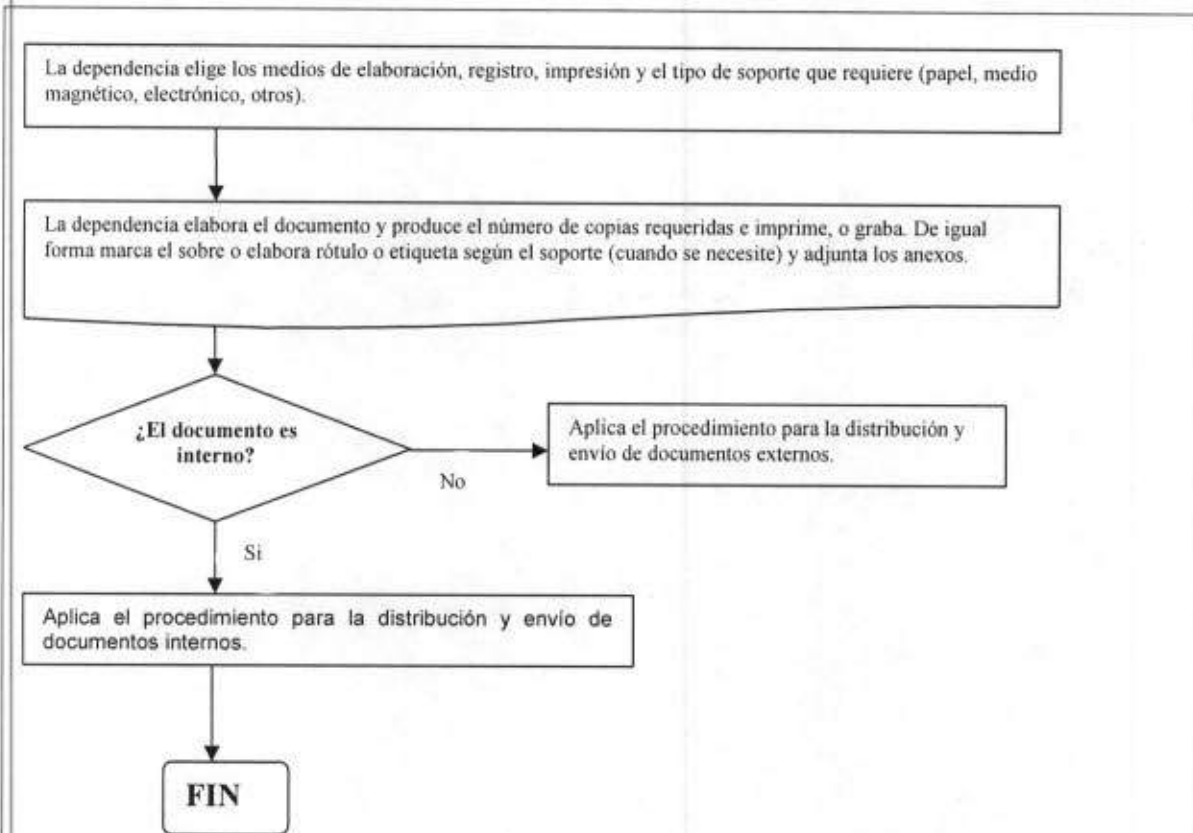 La dependencia elige los medios de elaboración, registro, impresión y el tipo de soporte que requiere (papel, medio
magnético, electrónico, otros).
La dependencia elabora el documento y produce el número de copias requeridas e imprime, o graba. De igual
forma marca el sobre o elabora rótulo o etiqueta según el soporte (cuando se necesite) y adjunta los anexos.
¿El documento es
interno?
Aplica el procedimiento para la distribución y
envío de documentos externos.
No
Si
Aplica el procedimiento para la distribución y envío de
documentos internos.
FIN